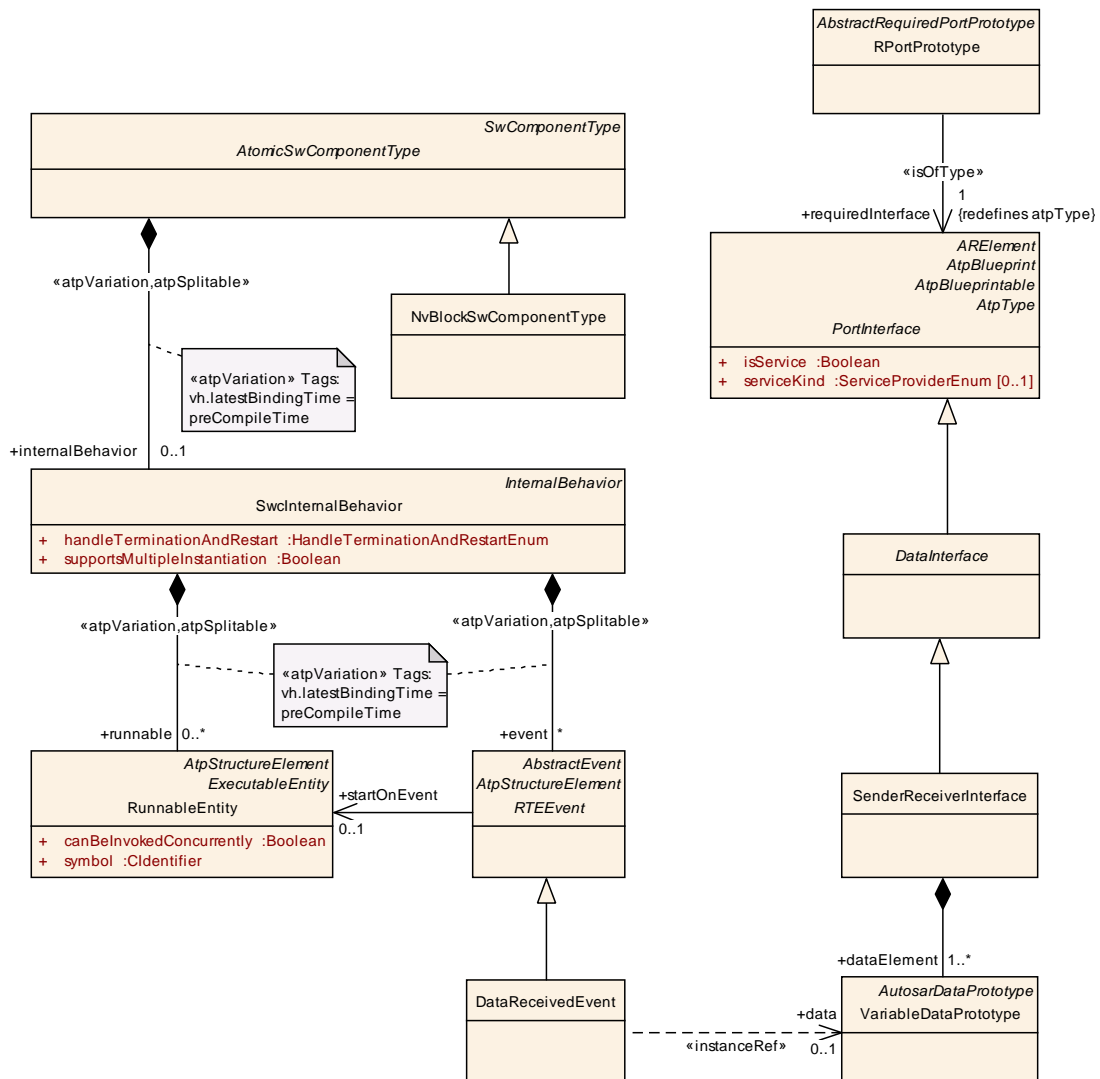 AbstractRequiredPortPrototype
RPortPrototype
SwComponentType
AtomicSwComponentType
«isOfType»
1
+requiredInterface
{redefines atpType}
ARElement
AtpBlueprint
AtpBlueprintable
AtpType
PortInterface
+ isService :Boolean
+ serviceKind :ServiceProviderEnum [0..1]
«atpVariation,atpSplitable»
NvBlockSwComponentType
«atpVariation» Tags:
vh.latestBindingTime =
preCompileTime
+internalBehavior
0..1
InternalBehavior
SwcInternalBehavior
+ handleTerminationAndRestart :HandleTerminationAndRestartEnum
+ supportsMultipleInstantiation :Boolean
DataInterface
«atpVariation,atpSplitable»
«atpVariation,atpSplitable»
«atpVariation» Tags:
vh.latestBindingTime =
preCompileTime
+runnable
0..*
+event
*
AtpStructureElement
ExecutableEntity
RunnableEntity
+ canBeInvokedConcurrently :Boolean
+ symbol :CIdentifier
+startOnEvent
0..1
AbstractEvent
AtpStructureElement
RTEEvent
SenderReceiverInterface
+dataElement
1..*
DataReceivedEvent
+data
«instanceRef»
0..1
AutosarDataPrototype
VariableDataPrototype